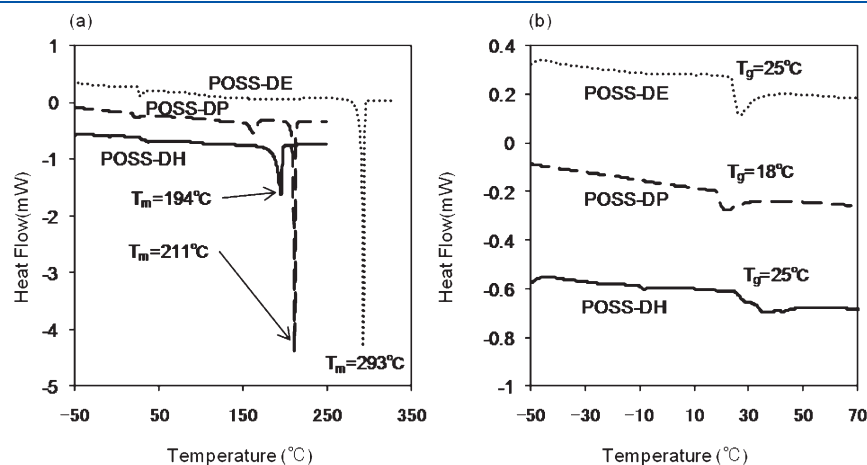 (a)
Heat Flow(mW)
1
0
-1
-2
-3
-4
-5
POSS-DE
POSS-DP
POSS-DH
Tm=194℃
Tm=211℃
Tm=293℃
−50
50
150
250
350
Temperature (℃)
(b)
Heat Flow(mW)
0.4
0.2
0
-0.2
-0.4
-0.6
-0.8
-1
Tg=25℃
POSS-DE
Tg=18℃
POSS-DP
Tg=25℃
POSS-DH
−50
−30
−10
10
30
50
70
Temperature (℃)